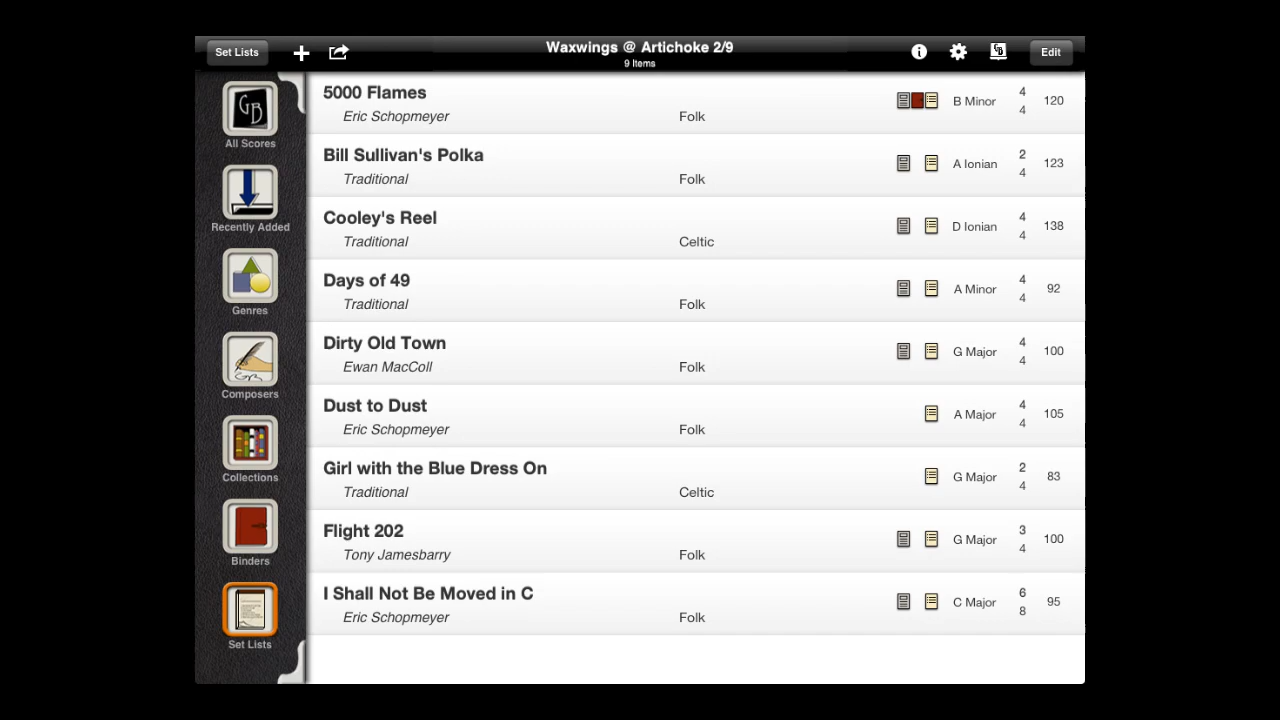 Set Lists
Waxwings @ Artichoke 2/9
9 Items
Edit
All Scores
Recently Added
Genres
Composers
Collections
Binders
Set Lists
5000 Flames
Eric Schopmeyer Folk B Minor 4 4 120
Bill Sullivan's Polka
Traditional Folk A Ionian 2 4 123
Cooley's Reel
Traditional Celtic D Ionian 4 4 138
Days of 49
Traditional Folk A Minor 4 4 92
Dirty Old Town
Ewan MacColl Folk G Major 4 4 100
Dust to Dust
Eric Schopmeyer Folk A Major 4 4 105
Girl with the Blue Dress On
Traditional Celtic G Major 2 4 83
Flight 202
Tony Jamesbarry Folk G Major 3 4 100
I Shall Not Be Moved in C
Eric Schopmeyer Folk C Major 6 8 95